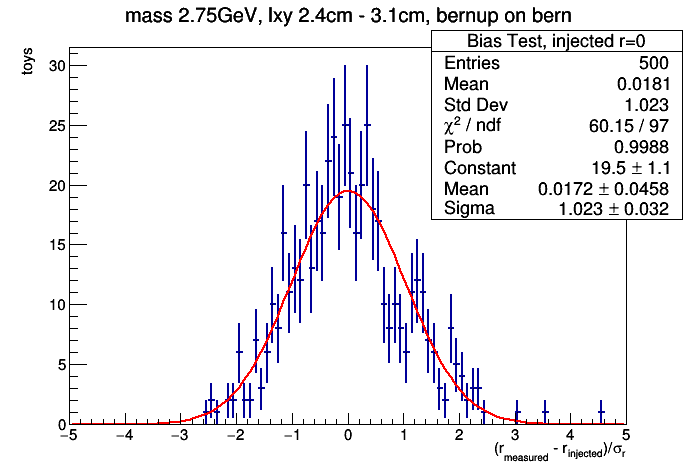 mass 2.75GeV, lxy 2.4cm - 3.1cm, bernup on bern
toys
Bias Test, injected r=0
Entries 500
Mean 0.0181
Std Dev 1.023
χ² / ndf 60.15 / 97
Prob 0.9988
Constant 19.5 ± 1.1
Mean 0.0172 ± 0.0458
Sigma 1.023 ± 0.032
30
25
20
15
10
5
0
−5 −4 −3 −2 −1 0 1 2 3 4 5
(r_measured - r_injected)/σ_r